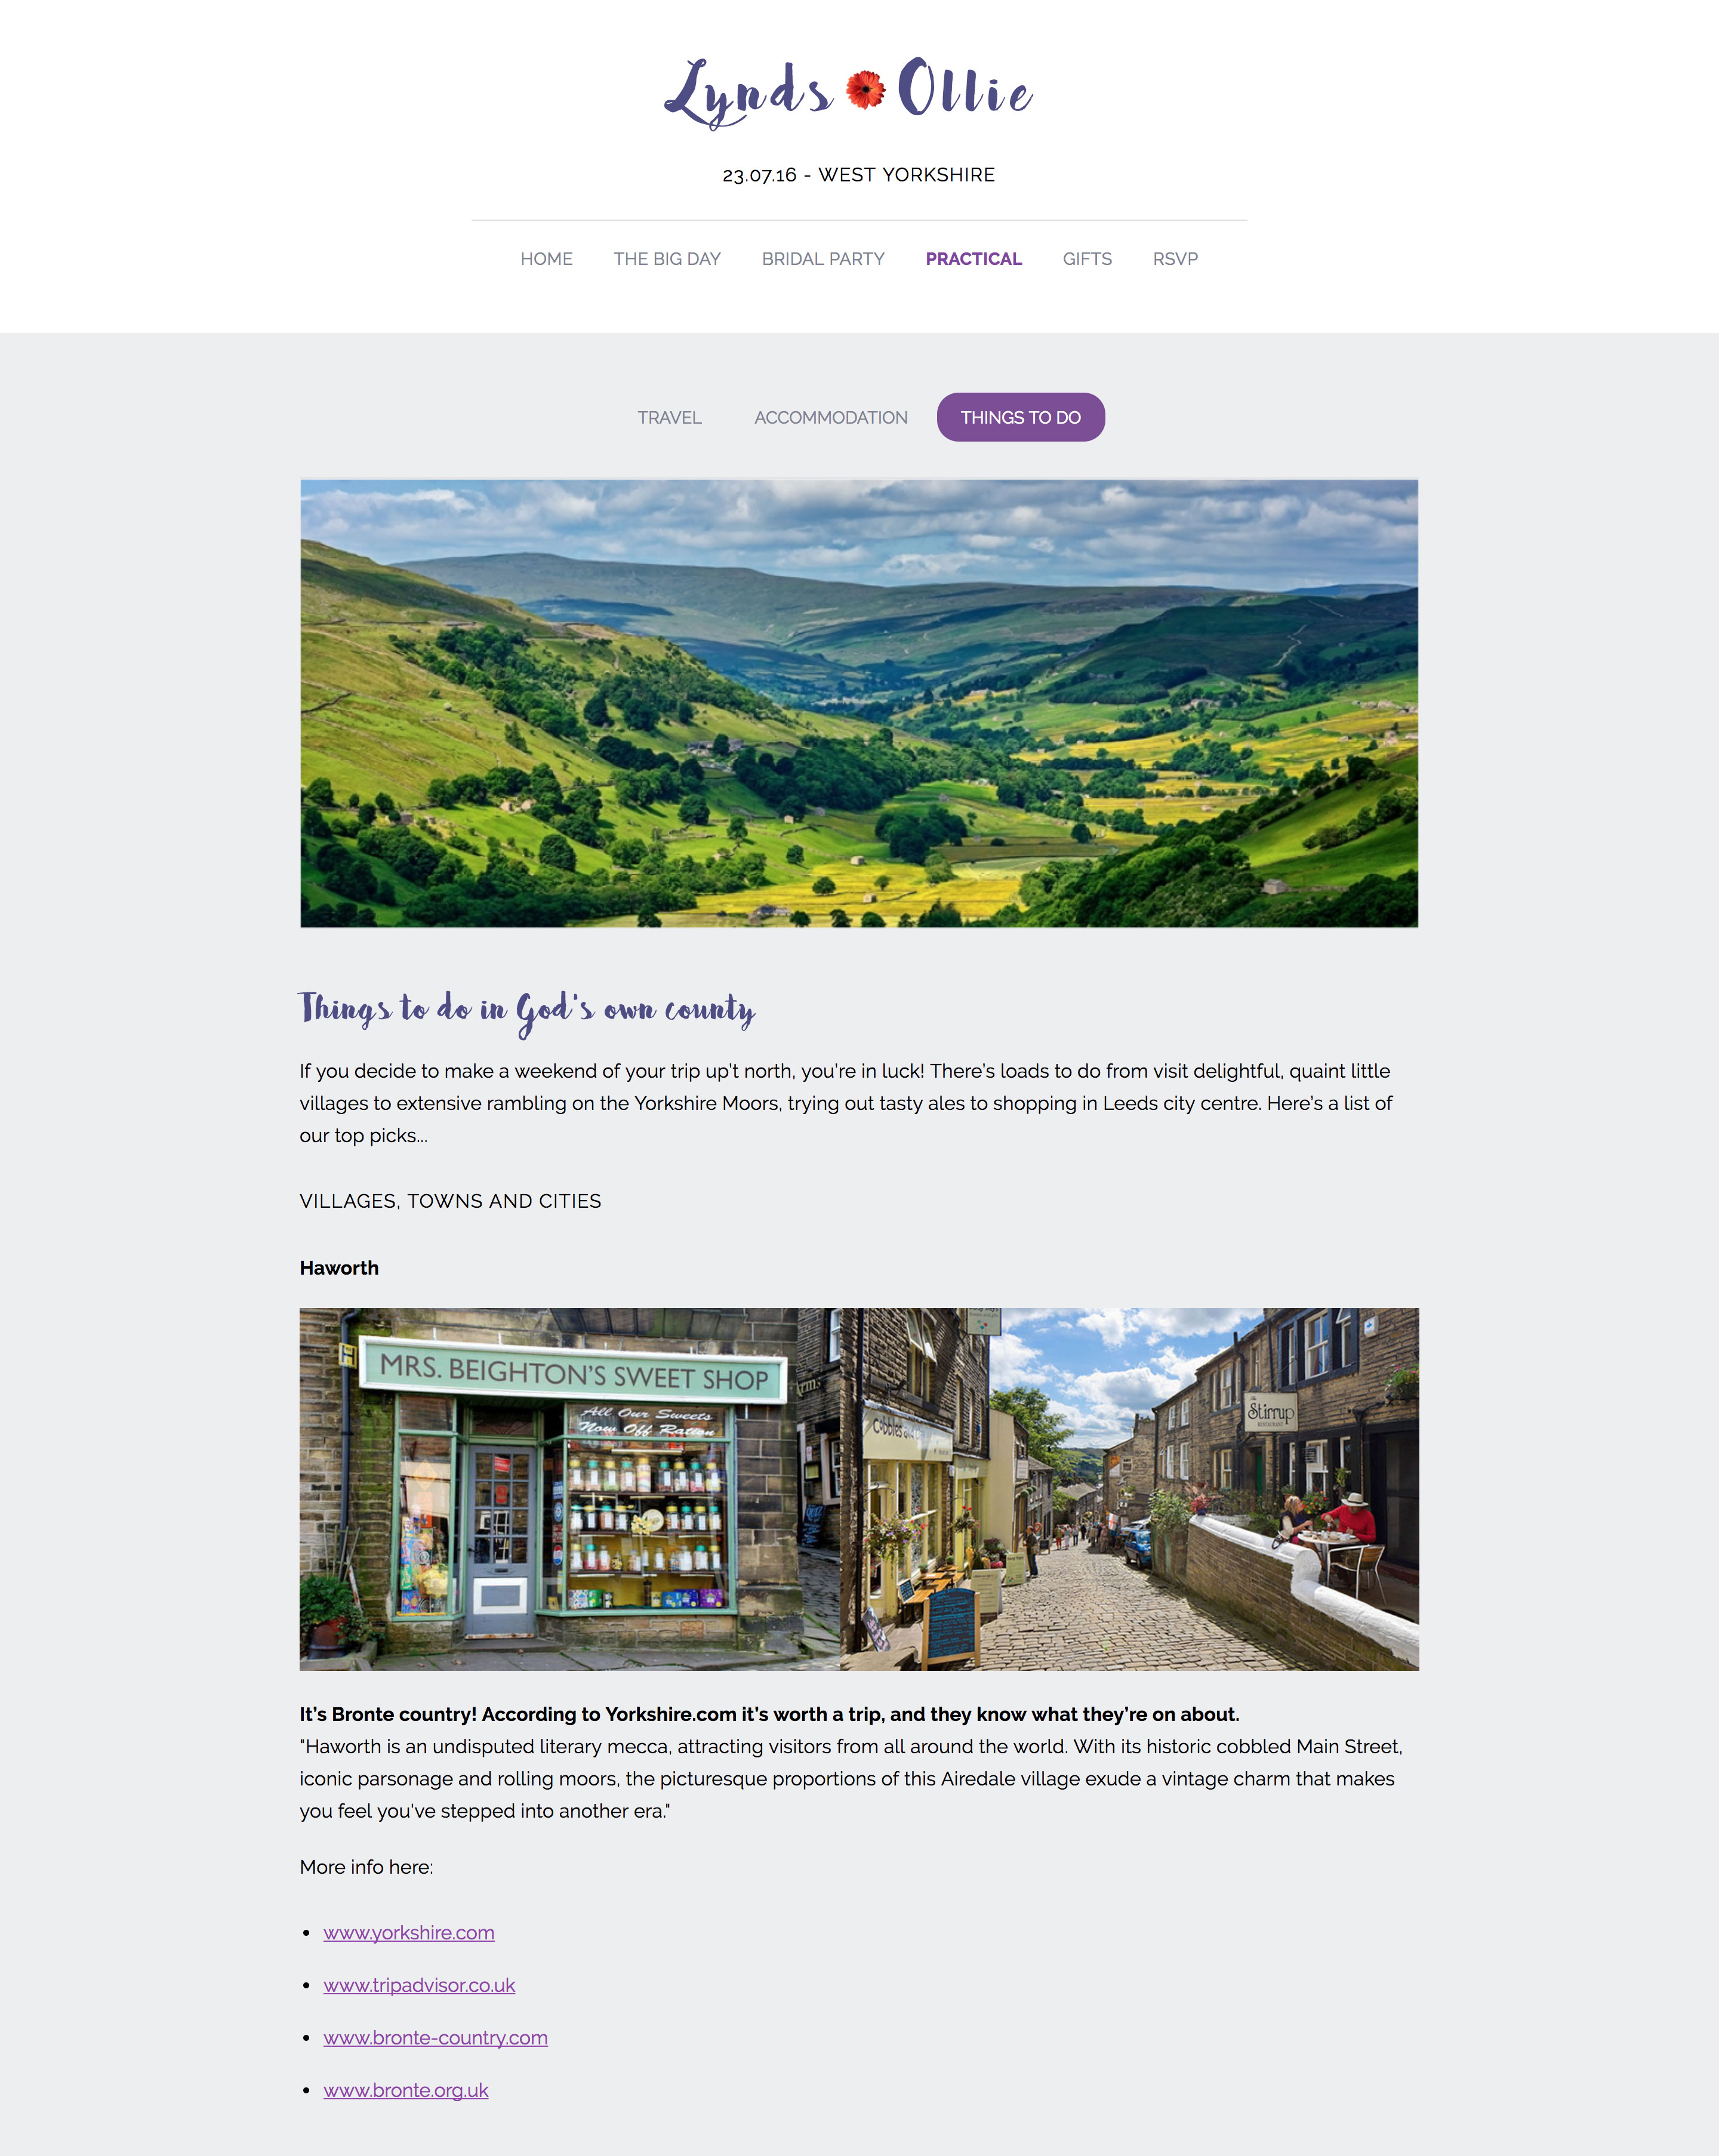 Lynds Ollie
23.07.16 - WEST YORKSHIRE
HOME THE BIG DAY BRIDAL PARTY PRACTICAL GIFTS RSVP
TRAVEL ACCOMMODATION THINGS TO DO
Things to do in God's own county
If you decide to make a weekend of your trip up't north, you're in luck! There's loads to do from visit delightful, quaint little
villages to extensive rambling on the Yorkshire Moors, trying out tasty ales to shopping in Leeds city centre. Here's a list of
our top picks...
VILLAGES, TOWNS AND CITIES
Haworth
MRS. BEIGHTON'S SWEET SHOP
All Our Sweets
Now Off Ration
Arms
Cobbles
The
Stirrup
RESTAURANT
It's Bronte country! According to Yorkshire.com it's worth a trip, and they know what they're on about.
"Haworth is an undisputed literary mecca, attracting visitors from all around the world. With its historic cobbled Main Street,
iconic parsonage and rolling moors, the picturesque proportions of this Airedale village exude a vintage charm that makes
you feel you've stepped into another era."
More info here:
• www.yorkshire.com
• www.tripadvisor.co.uk
• www.bronte-country.com
• www.bronte.org.uk